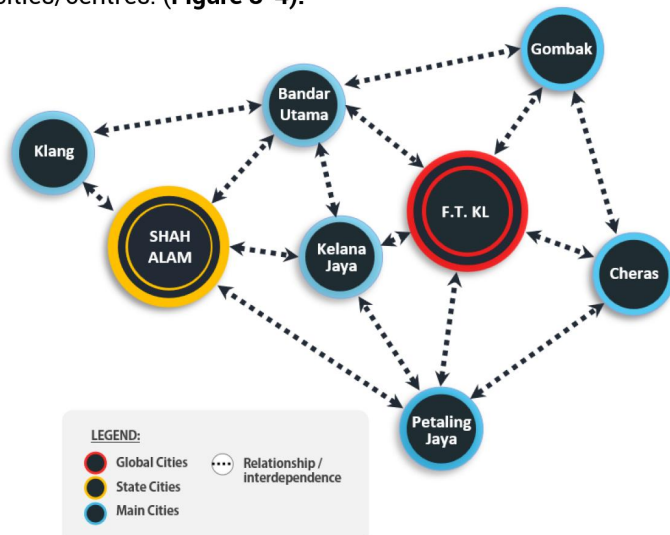 cities/centres. (Figure 6-4).
Gombak
Bandar
Utama
Klang
F.T. KL
SHAH
ALAM
Kelana
Jaya
Cheras
Petaling
Jaya
LEGEND:
Global Cities
Relationship /
interdependence
State Cities
Main Cities